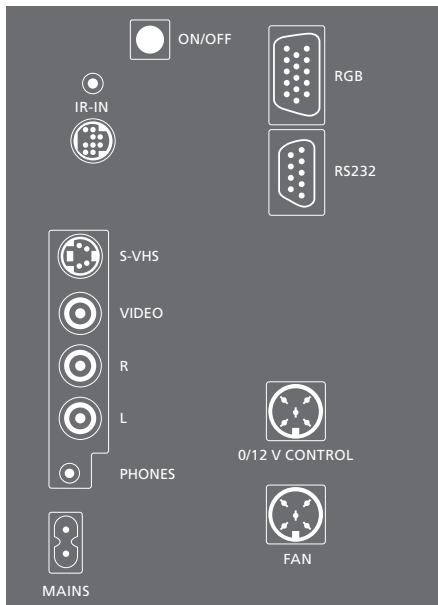 ON/OFF
RGB
IR-IN
RS232
S-VHS
VIDEO
R
L
0/12 V CONTROL
PHONES
FAN
MAINS